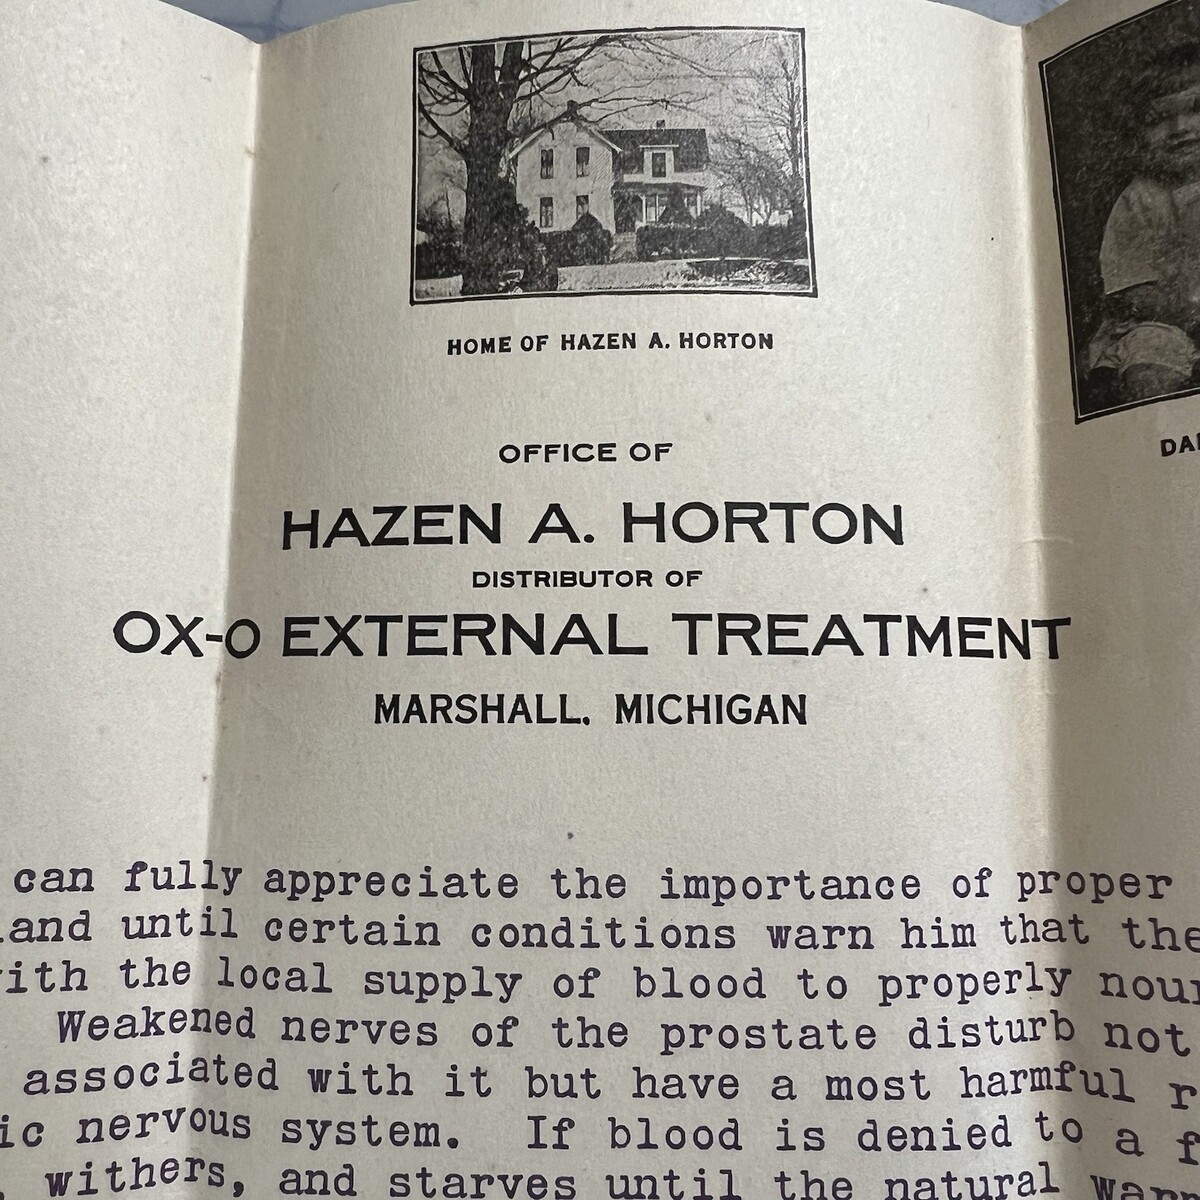 HOME OF HAZEN A. HORTON
OFFICE OF
HAZEN A. HORTON
DISTRIBUTOR OF
OX-O EXTERNAL TREATMENT
MARSHALL, MICHIGAN
can fully appreciate the importance of proper
and until certain conditions warn him that the
with the local supply of blood to properly
Weakened nerves of the prostate disturb not
associated with it but have a most harmful
nervous system. If blood is denied to a
withers, and starves until the natural